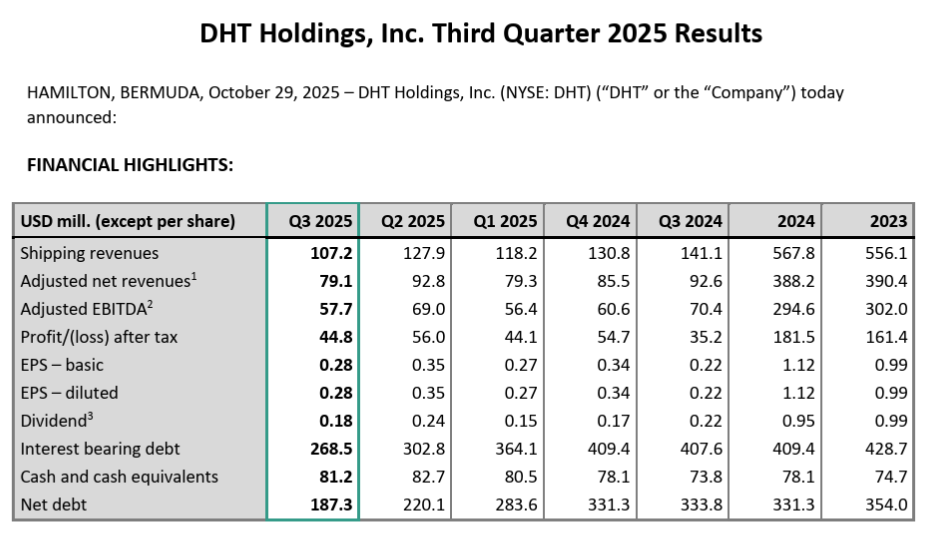 DHT Holdings, Inc. Third Quarter 2025 Results
HAMILTON, BERMUDA, October 29, 2025 – DHT Holdings, Inc. (NYSE: DHT) (“DHT” or the “Company”) today
announced:
FINANCIAL HIGHLIGHTS:
USD mill. (except per share) Q3 2025 Q2 2025 Q1 2025 Q4 2024 Q3 2024 2024 2023
Shipping revenues 107.2 127.9 118.2 130.8 141.1 567.8 556.1
Adjusted net revenues¹ 79.1 92.8 79.3 85.5 92.6 388.2 390.4
Adjusted EBITDA² 57.7 69.0 56.4 60.6 70.4 294.6 302.0
Profit/(loss) after tax 44.8 56.0 44.1 54.7 35.2 181.5 161.4
EPS – basic 0.28 0.35 0.27 0.34 0.22 1.12 0.99
EPS – diluted 0.28 0.35 0.27 0.34 0.22 1.12 0.99
Dividend³ 0.18 0.24 0.15 0.17 0.22 0.95 0.99
Interest bearing debt 268.5 302.8 364.1 409.4 407.6 409.4 428.7
Cash and cash equivalents 81.2 82.7 80.5 78.1 73.8 78.1 74.7
Net debt 187.3 220.1 283.6 331.3 333.8 331.3 354.0